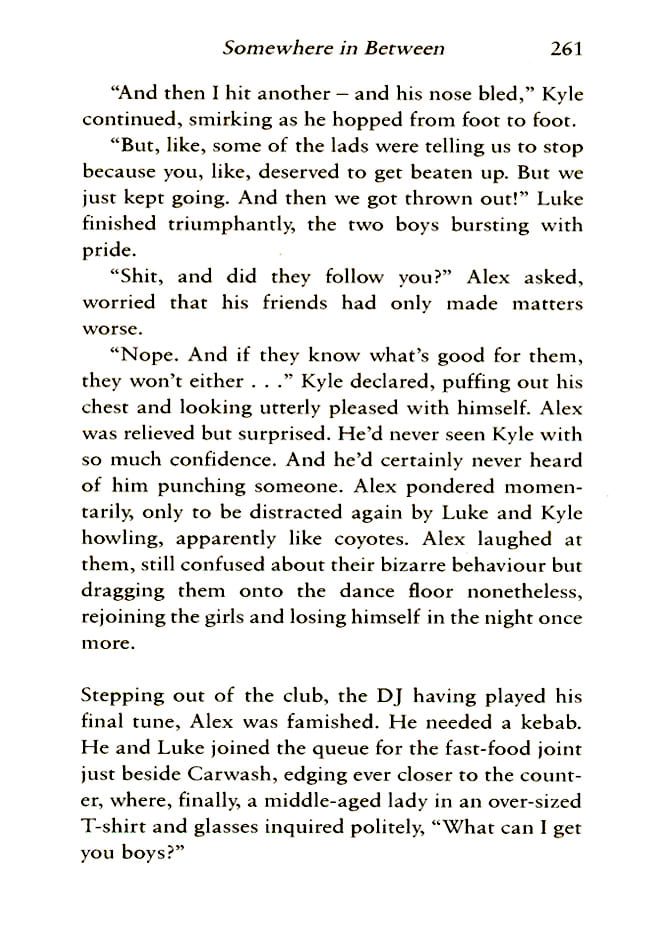 Somewhere in Between 261
“And then I hit another – and his nose bled,” Kyle
continued, smirking as he hopped from foot to foot.
“But, like, some of the lads were telling us to stop
because you, like, deserved to get beaten up. But we
just kept going. And then we got thrown out!” Luke
finished triumphantly, the two boys bursting with
pride.
“Shit, and did they follow you?” Alex asked,
worried that his friends had only made matters
worse.
“Nope. And if they know what’s good for them,
they won’t either . . .” Kyle declared, puffing out his
chest and looking utterly pleased with himself. Alex
was relieved but surprised. He’d never seen Kyle with
so much confidence. And he’d certainly never heard
of him punching someone. Alex pondered momen-
tarily, only to be distracted again by Luke and Kyle
howling, apparently like coyotes. Alex laughed at
them, still confused about their bizarre behaviour but
dragging them onto the dance floor nonetheless,
rejoining the girls and losing himself in the night once
more.
Stepping out of the club, the DJ having played his
final tune, Alex was famished. He needed a kebab.
He and Luke joined the queue for the fast-food joint
just beside Carwash, edging ever closer to the count-
er, where, finally, a middle-aged lady in an over-sized
T-shirt and glasses inquired politely, “What can I get
you boys?”